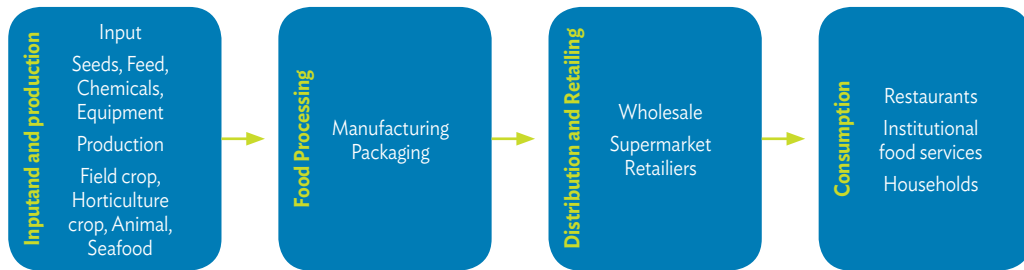 Inputand and production
Input
Seeds, Feed,
Chemicals,
Equipment
Production
Field crop,
Horticulture
crop, Animal,
Seafood
Food Processing
Manufacturing
Packaging
Distribution and Retailing
Wholesale
Supermarket
Retailiers
Consumption
Restaurants
Institutional
food services
Households